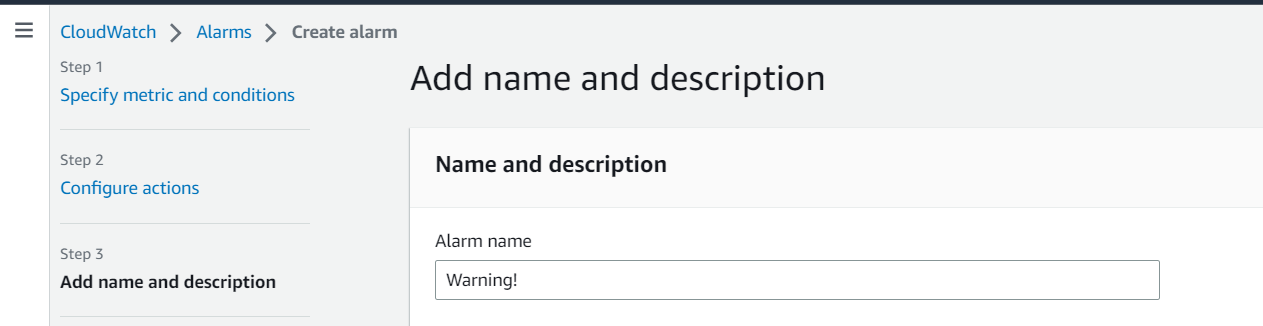 CloudWatch > Alarms > Create alarm
Step 1
Specify metric and conditions
Step 2
Configure actions
Step 3
Add name and description
Add name and description
Name and description
Alarm name
Warning!